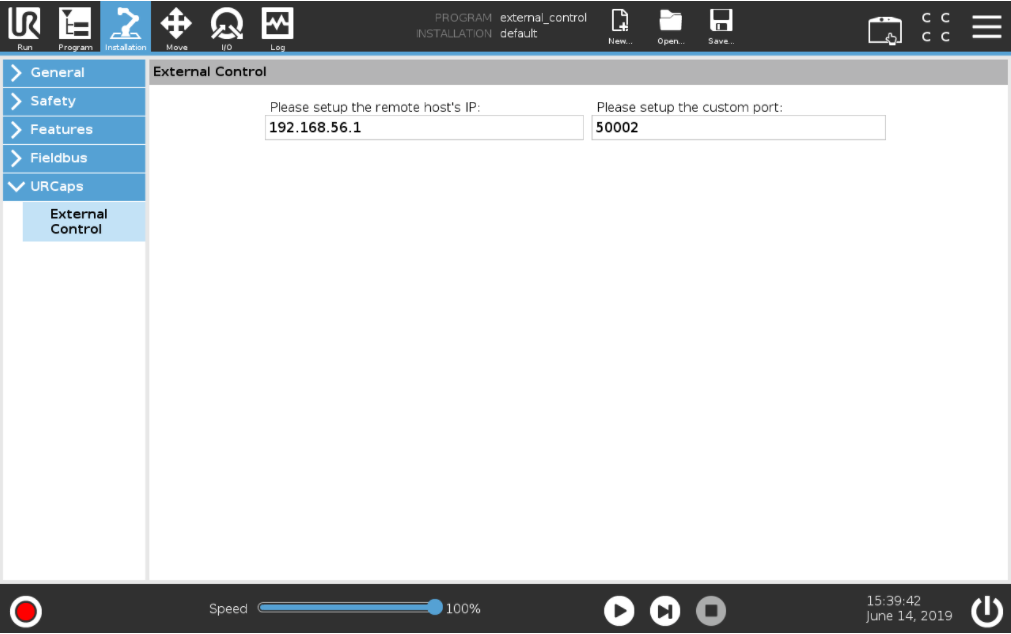 UR
PROGRAM external_control
INSTALLATION default
Run Program Installation Move I/O Log New... Open... Save...
C C
C C
General
External Control
Safety
Please setup the remote host's IP: Please setup the custom port:
192.168.56.1 50002
Features
Fieldbus
URCaps
External
Control
Speed 100%
15:39:42
June 14, 2019